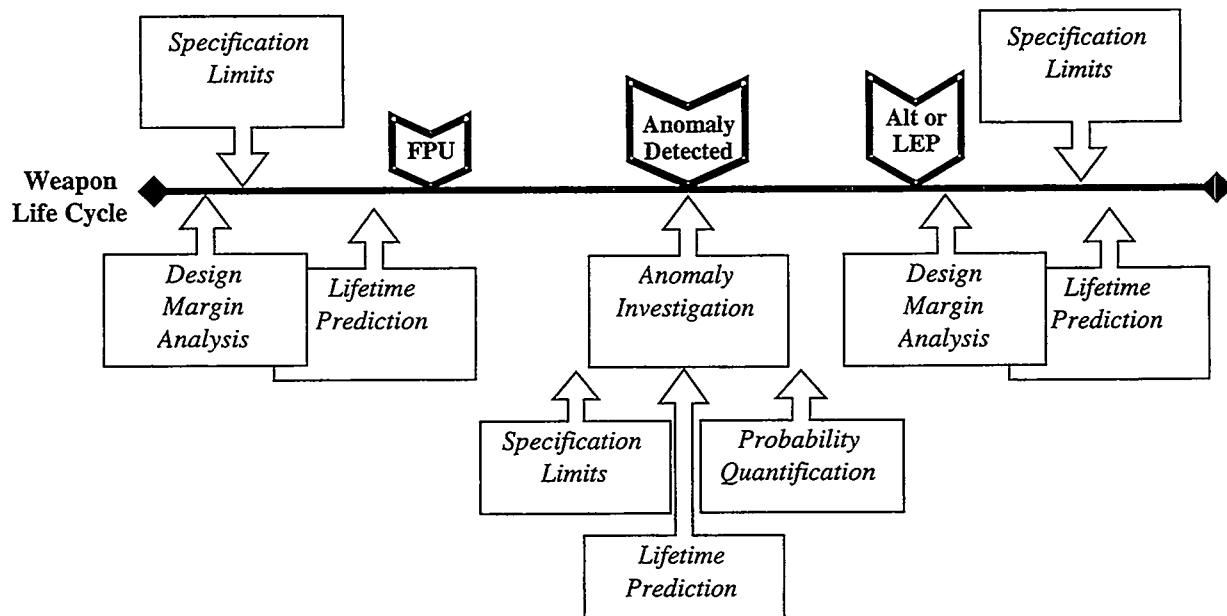 Specification
Limits
FPU
Anomaly
Detected
Alt or
LEP
Specification
Limits
Weapon
Life Cycle
Design
Margin
Analysis
Lifetime
Prediction
Anomaly
Investigation
Design
Margin
Analysis
Lifetime
Prediction
Specification
Limits
Probability
Quantification
Lifetime
Prediction